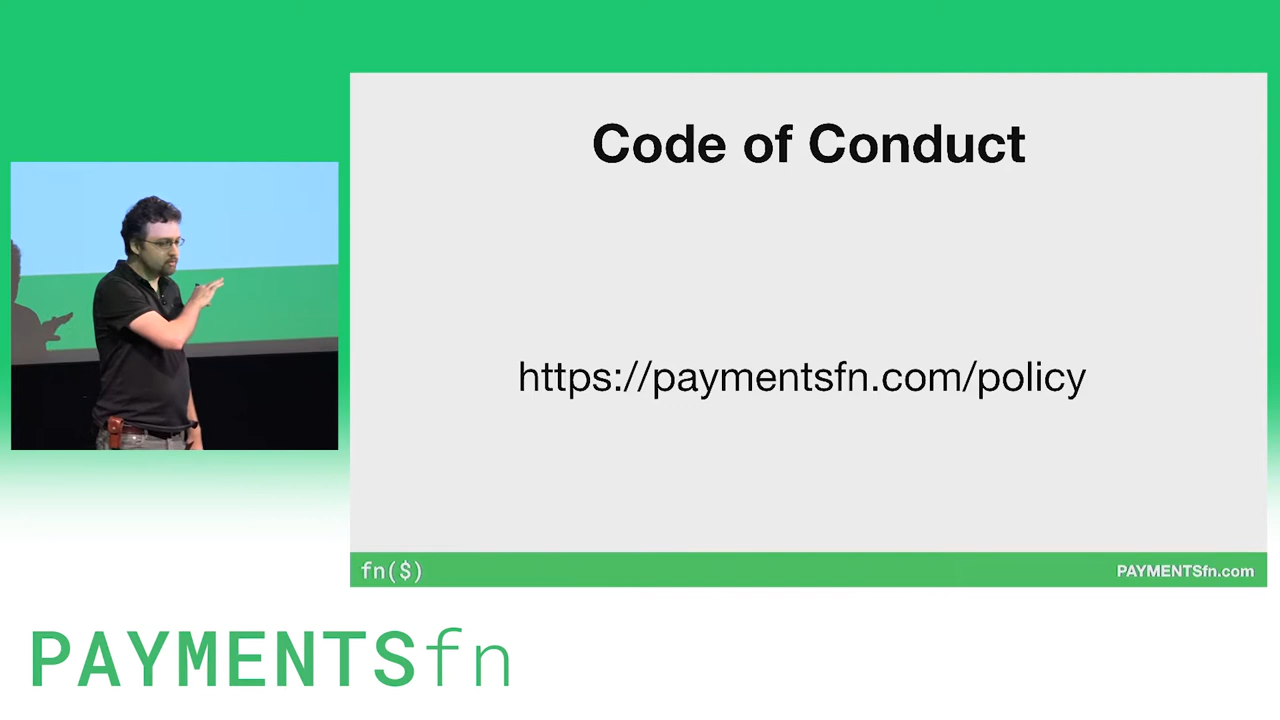 Code of Conduct
https://paymentsfn.com/policy
fn($)
PAYMENTSfn.com
PAYMENTSfn